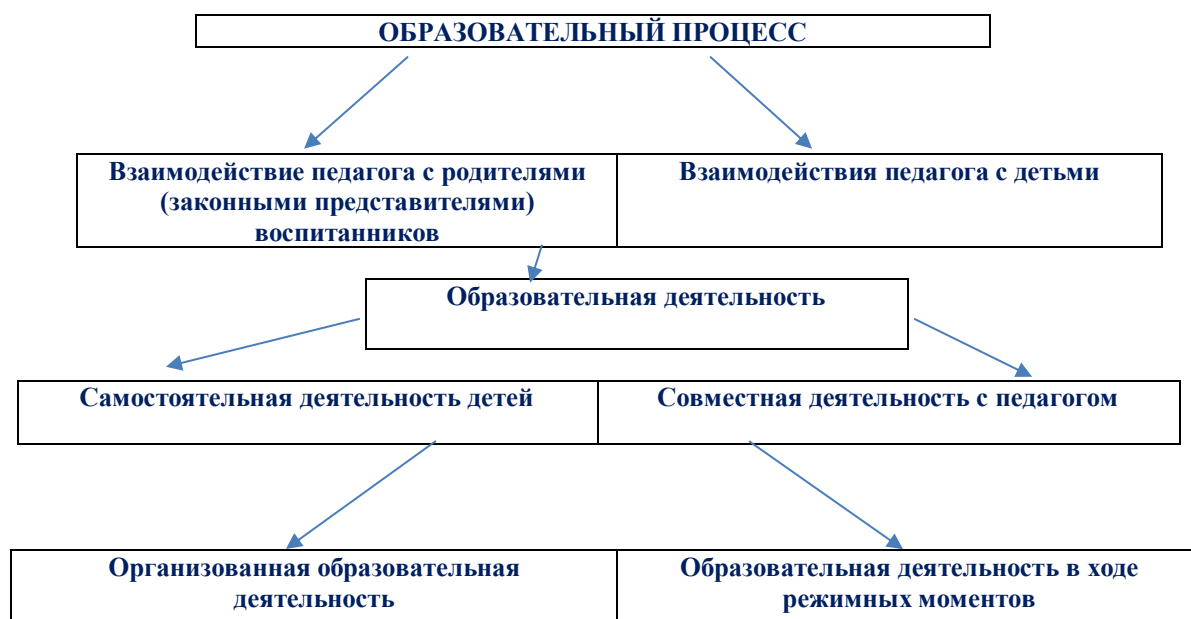 ОБРАЗОВАТЕЛЬНЫЙ ПРОЦЕСС
Взаимодействие педагога с родителями
(законными представителями)
воспитанников
Взаимодействия педагога с детьми
Образовательная деятельность
Самостоятельная деятельность детей
Совместная деятельность с педагогом
Организованная образовательная
деятельность
Образовательная деятельность в ходе
режимных моментов